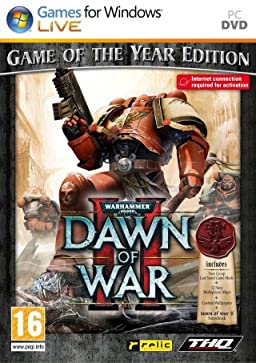 Games for Windows
LIVE
PC
DVD
GAME OF THE YEAR EDITION
Internet connection
required for activation
WARHAMMER
40,000
DAWN
OF
WAR
II
includes
16
www.pegi.info
relic
THQ